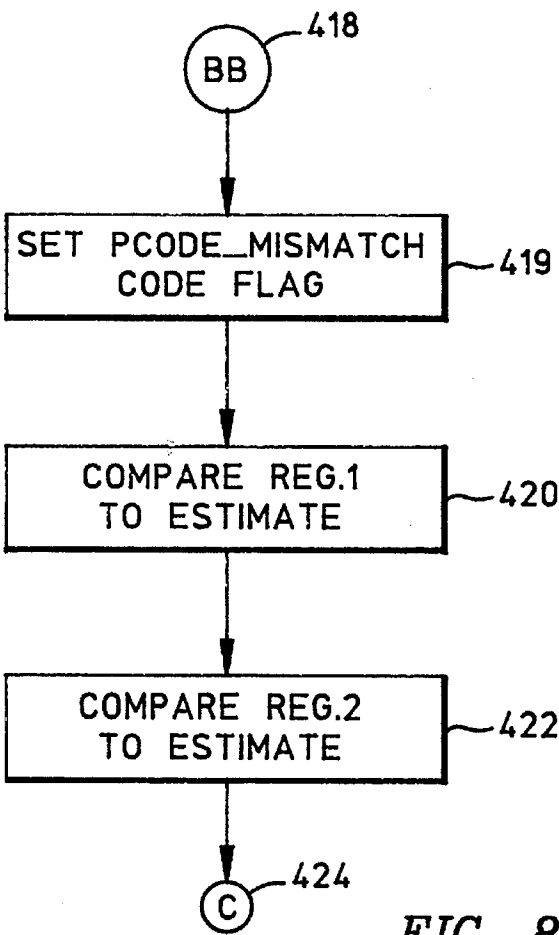 418
BB
SET PCODE_MISMATCH
CODE FLAG
419
COMPARE REG.1
TO ESTIMATE
420
COMPARE REG.2
TO ESTIMATE
422
424
C
FIG. 8